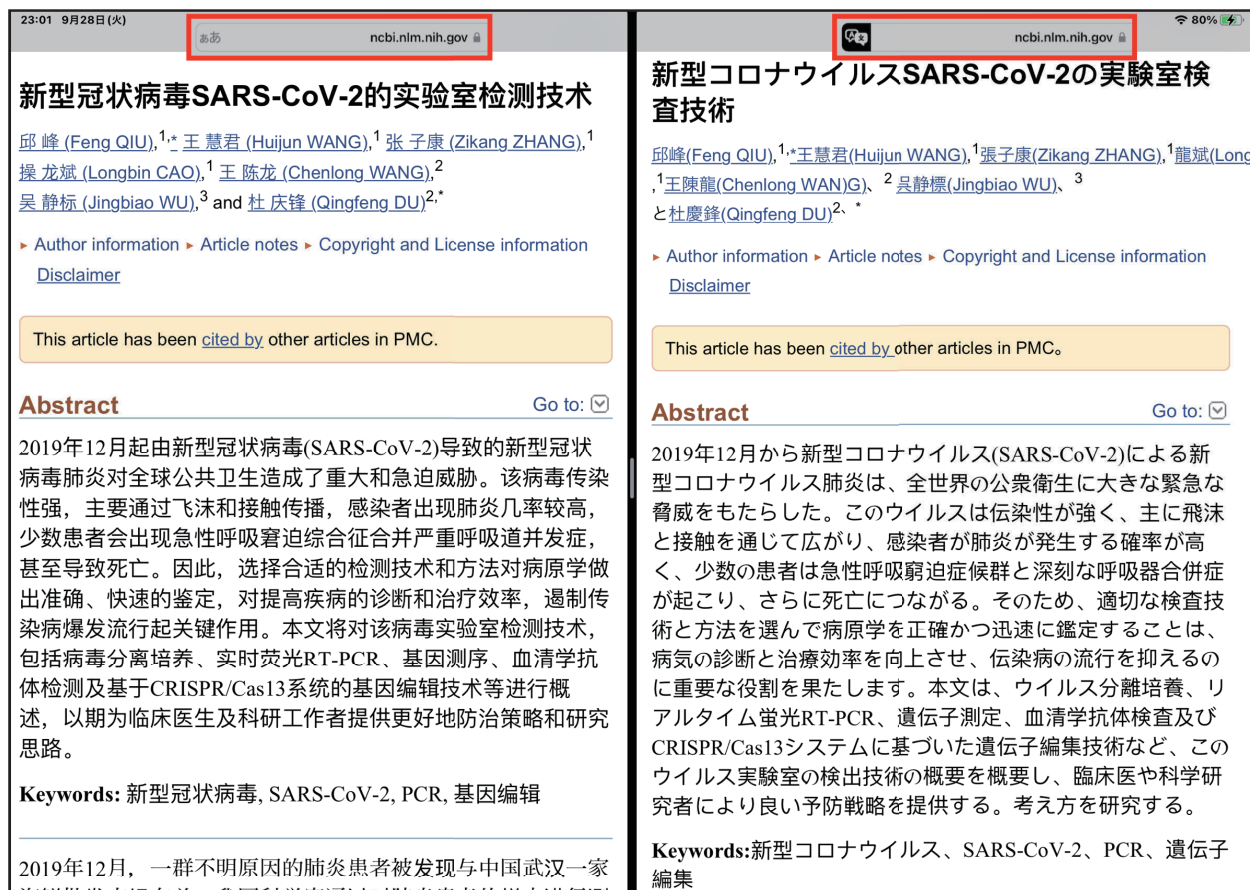 23:01 9月28日(火)
ぁあ ncbi.nlm.nih.gov
新型冠状病毒SARS-CoV-2的实验室检测技术
邱 峰 (Feng QIU),1,* 王 慧君 (Huijun WANG),1 张 子康 (Zikang ZHANG),1
操 龙斌 (Longbin CAO),1 王 陈龙 (Chenlong WANG),2
吴 静标 (Jingbiao WU),3 and 杜 庆锋 (Qingfeng DU)2,*
▸ Author information ▸ Article notes ▸ Copyright and License information
Disclaimer
This article has been cited by other articles in PMC.
Abstract Go to:
2019年12月起由新型冠状病毒(SARS-CoV-2)导致的新型冠状
病毒肺炎对全球公共卫生造成了重大和急迫威胁。该病毒传染
性强，主要通过飞沫和接触传播，感染者出现肺炎几率较高，
少数患者会出现急性呼吸窘迫综合征合并严重呼吸道并发症，
甚至导致死亡。因此，选择合适的检测技术和方法对病原学做
出准确、快速的鉴定，对提高疾病的诊断和治疗效率，遏制传
染病爆发流行起关键作用。本文将对该病毒实验室检测技术，
包括病毒分离培养、实时荧光RT-PCR、基因测序、血清学抗
体检测及基于CRISPR/Cas13系统的基因编辑技术等进行概
述，以期为临床医生及科研工作者提供更好地防治策略和研究
思路。
Keywords: 新型冠状病毒, SARS-CoV-2, PCR, 基因编辑
2019年12月，一群不明原因的肺炎患者被发现与中国武汉一家
80%
ncbi.nlm.nih.gov
新型コロナウイルスSARS-CoV-2の実験室検
査技術
邱峰(Feng QIU),1,*王慧君(Huijun WANG),1張子康(Zikang ZHANG),1龍斌(Long
,1王陳龍(Chenlong WAN)G)、2 呉静標(Jingbiao WU)、3
と杜慶鋒(Qingfeng DU)2、*
▸ Author information ▸ Article notes ▸ Copyright and License information
Disclaimer
This article has been cited by other articles in PMC。
Abstract Go to:
2019年12月から新型コロナウイルス(SARS-CoV-2)による新
型コロナウイルス肺炎は、全世界の公衆衛生に大きな緊急な
脅威をもたらした。このウイルスは伝染性が強く、主に飛沫
と接触を通じて広がり、感染者が肺炎が発生する確率が高
く、少数の患者は急性呼吸窮迫症候群と深刻な呼吸器合併症
が起こり、さらに死亡につながる。そのため、適切な検査技
術と方法を選んで病原学を正確かつ迅速に鑑定することは、
病気の診断と治療効率を向上させ、伝染病の流行を抑えるの
に重要な役割を果たします。本文は、ウイルス分離培養、リ
アルタイム蛍光RT-PCR、遺伝子測定、血清学抗体検査及び
CRISPR/Cas13システムに基づいた遺伝子編集技術など、この
ウイルス実験室の検出技術の概要を概要し、臨床医や科学研
究者により良い予防戦略を提供する。考え方を研究する。
Keywords:新型コロナウイルス、SARS-CoV-2、PCR、遺伝子
編集